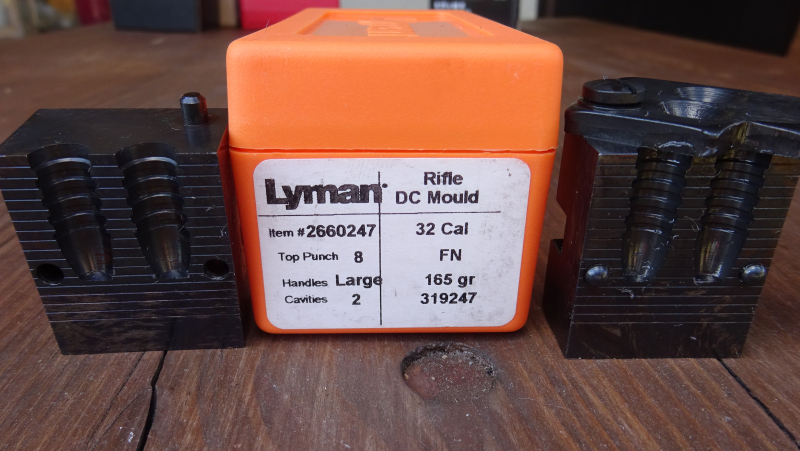 Lyman
Rifle
DC Mould
Item #2660247
32 Cal
Top Punch 8
FN
Handles Large
165 gr
Cavities 2
319247